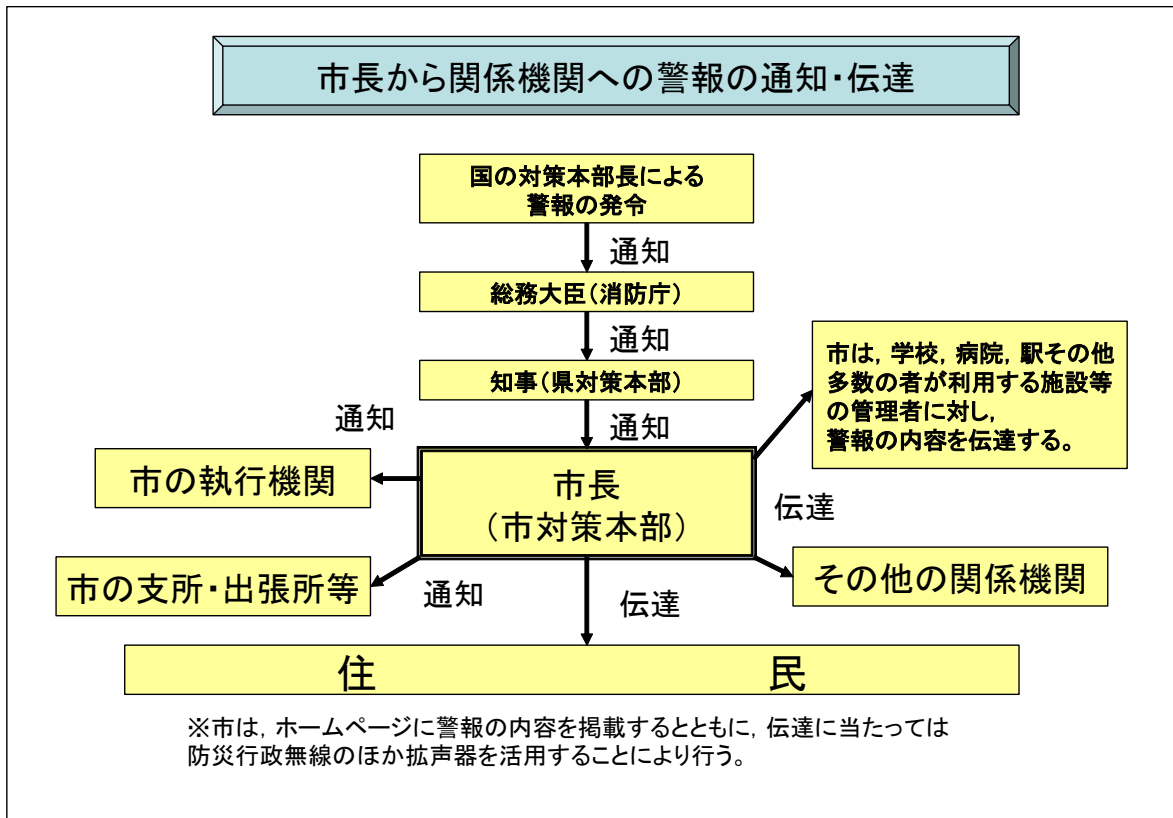 市長から関係機関への警報の通知・伝達
国の対策本部長による
警報の発令
通知
総務大臣(消防庁)
通知
知事(県対策本部)
通知
通知
市は，学校，病院，駅その他
多数の者が利用する施設等
の管理者に対し，
警報の内容を伝達する。
市の執行機関
市長
(市対策本部)
伝達
市の支所・出張所等
通知
伝達
その他の関係機関
住　　　民
※市は，ホームページに警報の内容を掲載するとともに，伝達に当たっては
防災行政無線のほか拡声器を活用することにより行う。